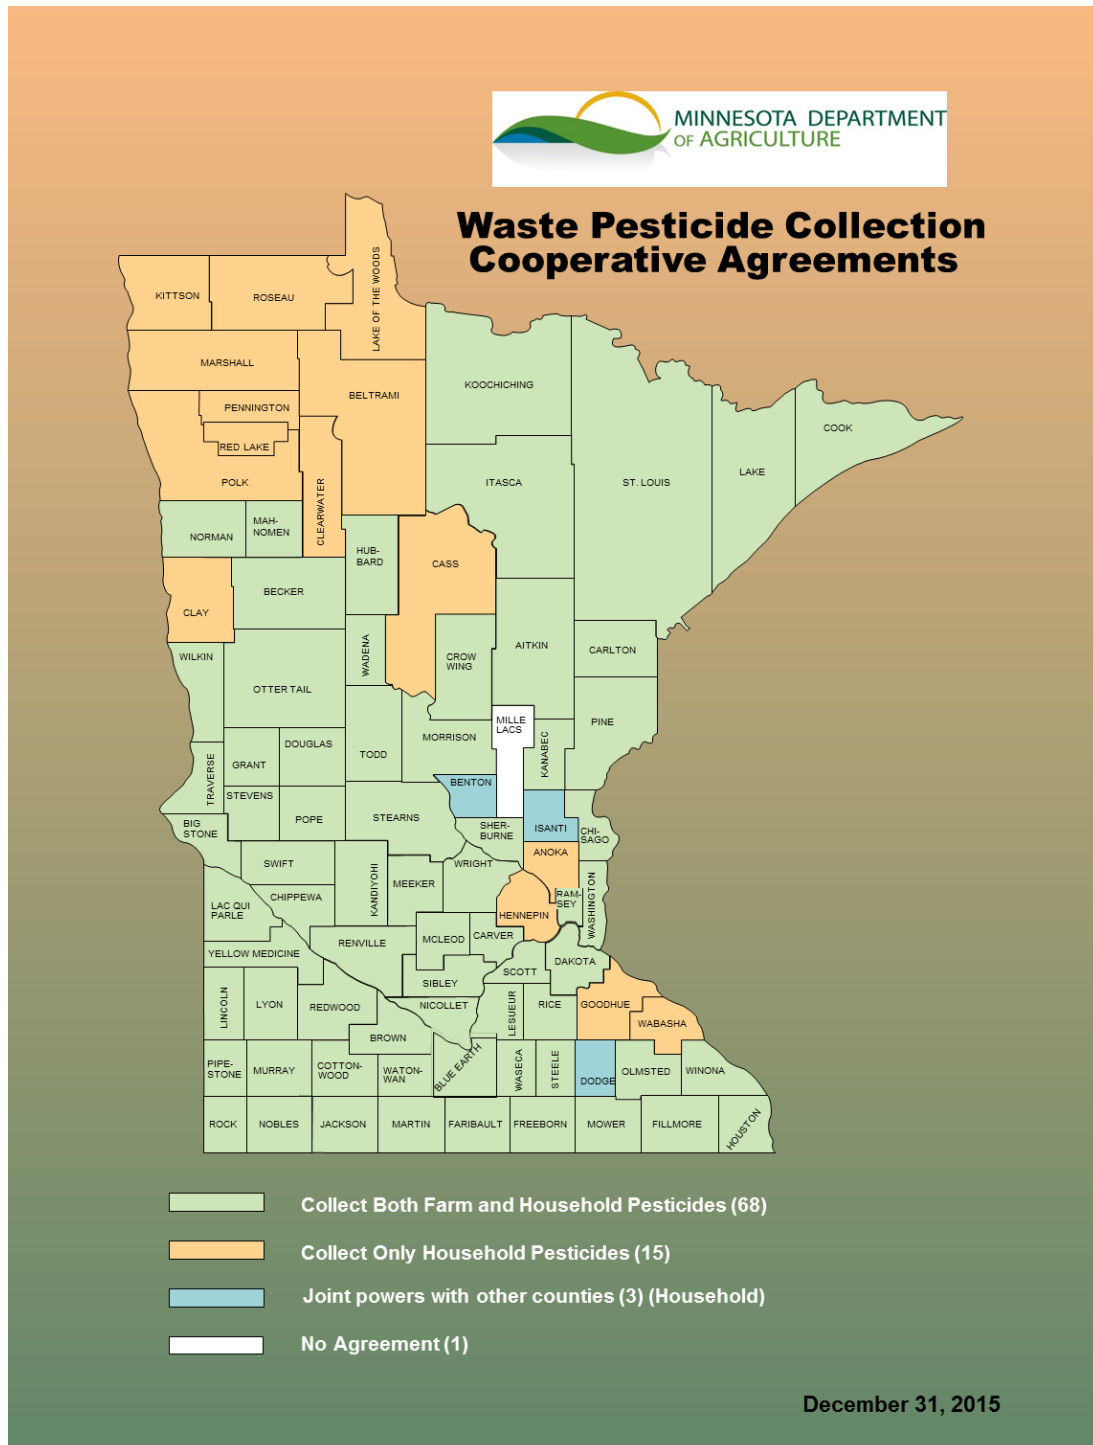 MINNESOTA DEPARTMENT
OF AGRICULTURE
Waste Pesticide Collection
Cooperative Agreements
KITTSON
ROSEAU
LAKE OF THE WOODS
MARSHALL
BELTRAMI
KOOCHICHING
PENNINGTON
RED LAKE
POLK
CLEARWATER
ITASCA
ST. LOUIS
LAKE
COOK
NORMAN
MAH-
NOMEN
HUB-
BARD
CASS
CLAY
BECKER
WADENA
CROW
WING
AITKIN
CARLTON
WILKIN
OTTER TAIL
MILLE
LACS
PINE
KANABEC
MORRISON
TODD
DOUGLAS
GRANT
TRAVERSE
BENTON
STEVENS
POPE
STEARNS
BIG
STONE
SHER-
BURNE
ISANTI
CHI-
SAGO
ANOKA
SWIFT
KANDIYOHI
MEEKER
WRIGHT
RAM-
SEY
WASHINGTON
HENNEPIN
CHIPPEWA
LAC QUI
PARLE
RENVILLE
MCLEOD
CARVER
YELLOW MEDICINE
SCOTT
DAKOTA
SIBLEY
LINCOLN
LYON
REDWOOD
NICOLLET
LESUEUR
RICE
GOODHUE
WABASHA
BROWN
PIPE-
STONE
MURRAY
COTTON-
WOOD
WATON-
WAN
BLUE EARTH
WASECA
STEELE
DODGE
OLMSTED
WINONA
ROCK
NOBLES
JACKSON
MARTIN
FARIBAULT
FREEBORN
MOWER
FILLMORE
HOUSTON
Collect Both Farm and Household Pesticides (68)
Collect Only Household Pesticides (15)
Joint powers with other counties (3) (Household)
No Agreement (1)
December 31, 2015